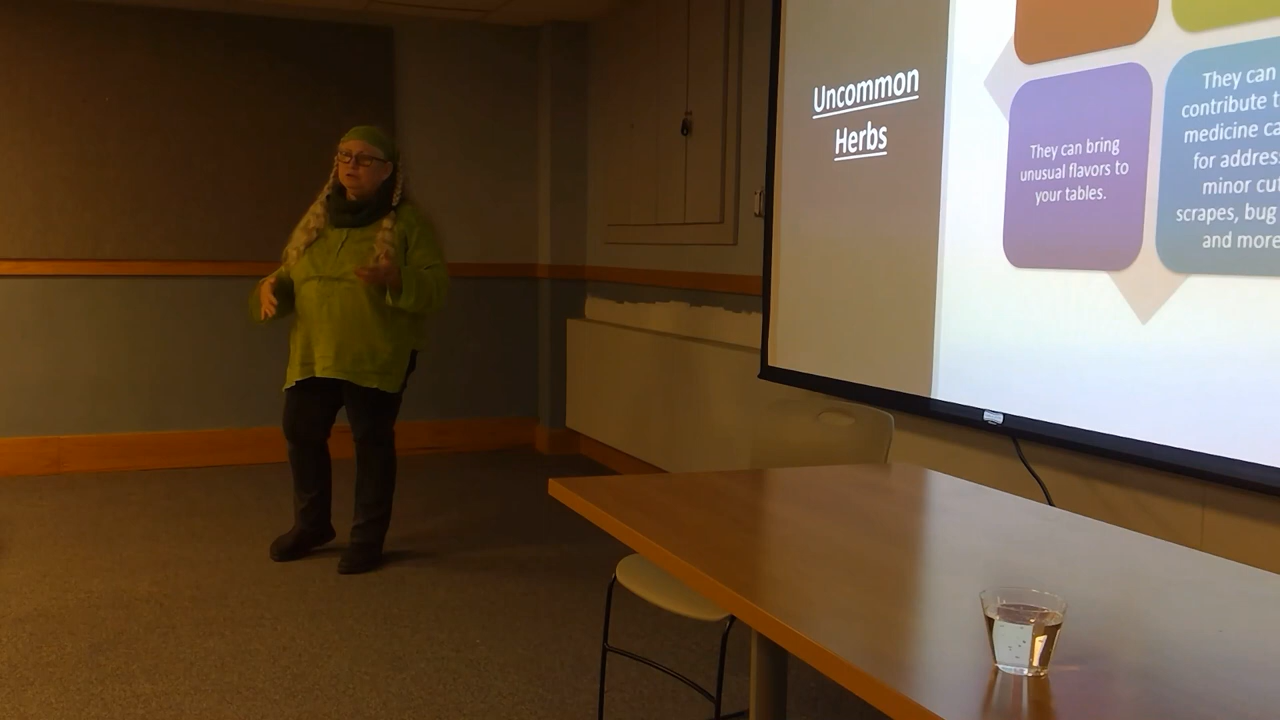 Uncommon
Herbs
They can bring
unusual flavors to
your tables.
They can
contribute t
medicine ca
for addres
minor cu
scrapes, bug
and more